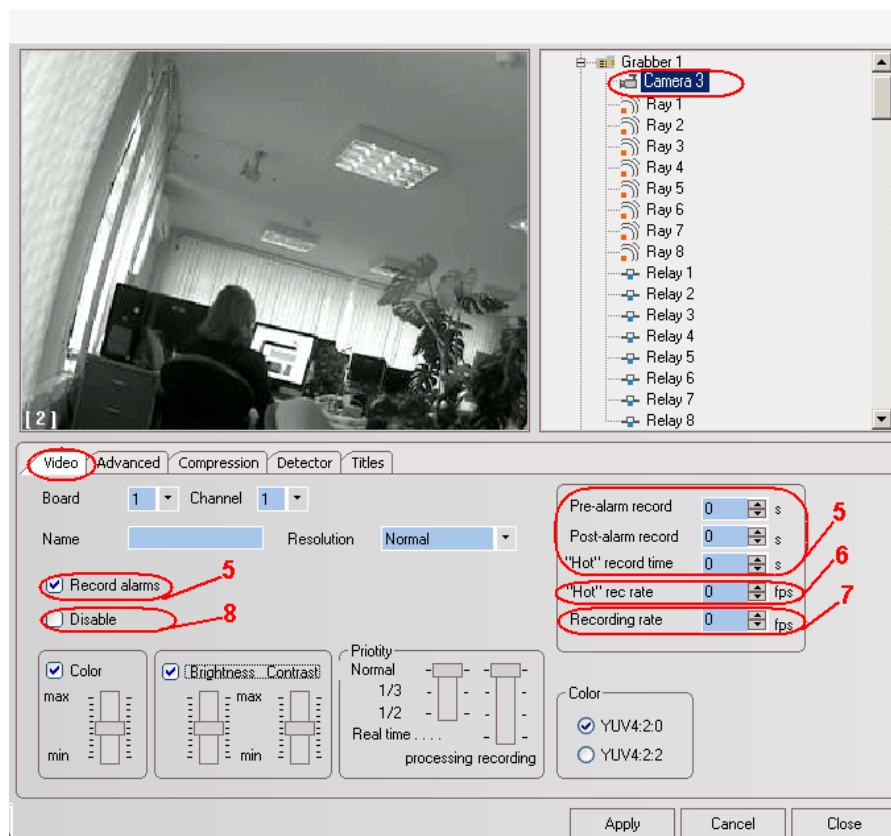 Grabber 1
Camera 3
Ray 1
Ray 2
Ray 3
Ray 4
Ray 5
Ray 6
Ray 7
Ray 8
Relay 1
Relay 2
Relay 3
Relay 4
Relay 5
Relay 6
Relay 7
Relay 8
[2]
Video Advanced Compression Detector Titles
Board 1 Channel 1
Name Resolution Normal
Record alarms 5
Disable 8
Pre-alarm record 0 s
Post-alarm record 0 s 5
"Hot" record time 0 s
"Hot" rec rate 0 fps 6
Recording rate 0 fps 7
Color
max
min
Brightness Contrast
max
min
Priotity
Normal
1/3
1/2
Real time . . . .
processing recording
Color
YUV4:2:0
YUV4:2:2
Apply Cancel Close